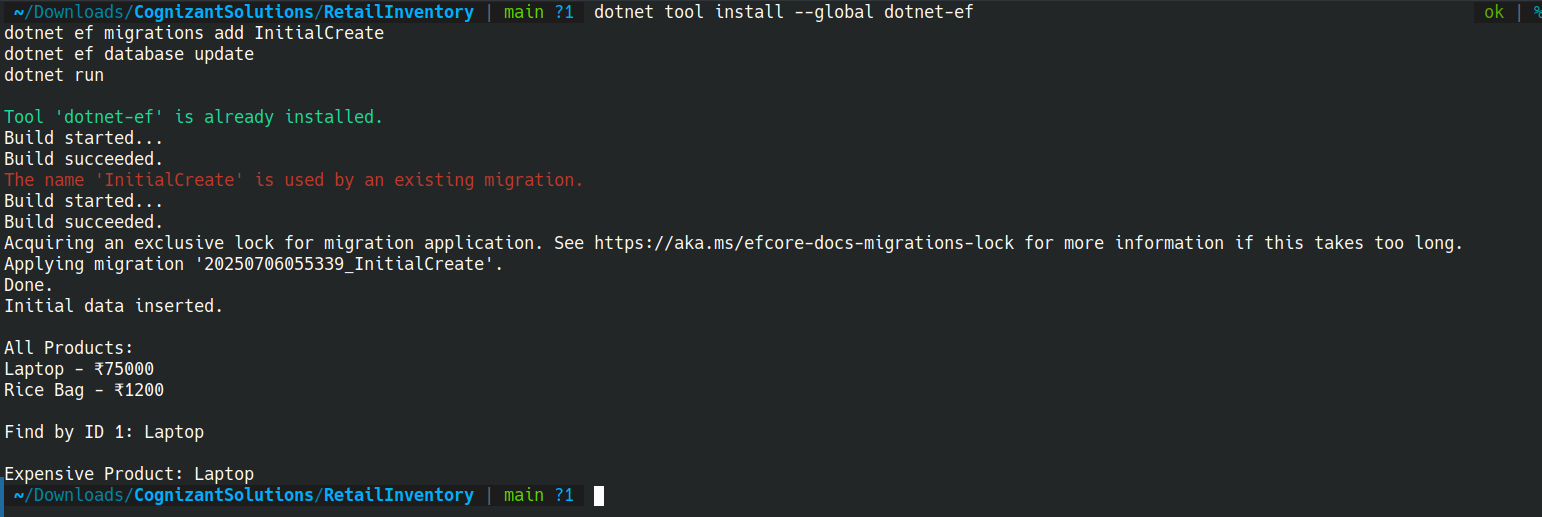 ~/Downloads/CognizantSolutions/RetailInventory | main ?1 dotnet tool install --global dotnet-ef ok | %
dotnet ef migrations add InitialCreate
dotnet ef database update
dotnet run
Tool 'dotnet-ef' is already installed.
Build started...
Build succeeded.
The name 'InitialCreate' is used by an existing migration.
Build started...
Build succeeded.
Acquiring an exclusive lock for migration application. See https://aka.ms/efcore-docs-migrations-lock for more information if this takes too long.
Applying migration '20250706055339_InitialCreate'.
Done.
Initial data inserted.
All Products:
Laptop - ₹75000
Rice Bag - ₹1200
Find by ID 1: Laptop
Expensive Product: Laptop
~/Downloads/CognizantSolutions/RetailInventory | main ?1